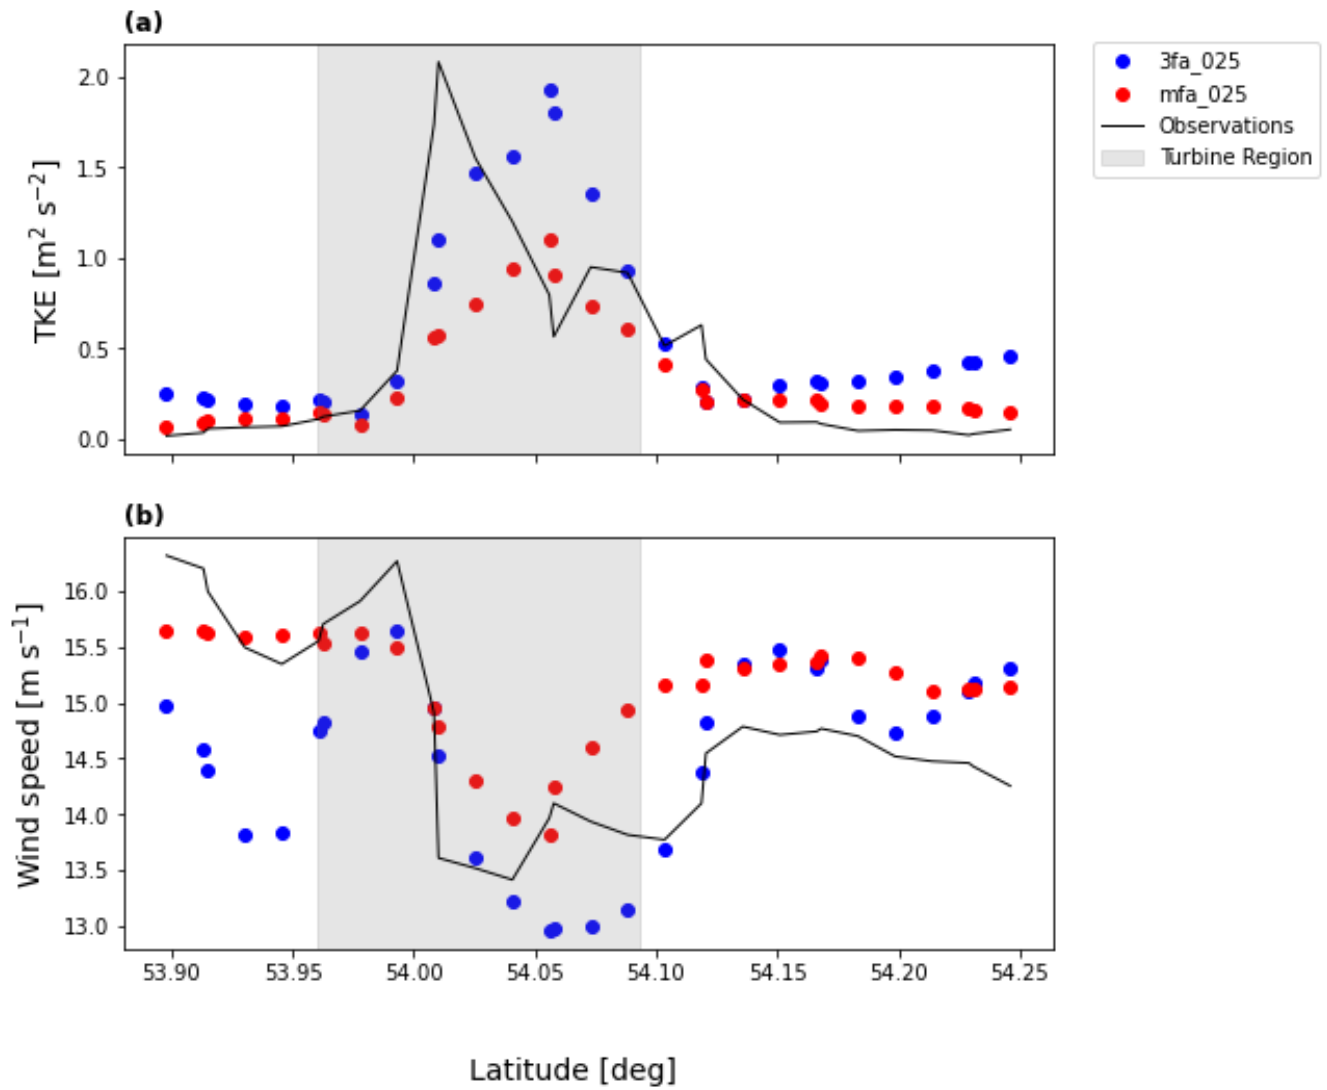 (a)
TKE [m² s⁻²]
2.0
1.5
1.0
0.5
0.0
3fa_025
mfa_025
Observations
Turbine Region
(b)
Wind speed [m s⁻¹]
16.0
15.5
15.0
14.5
14.0
13.5
13.0
53.90 53.95 54.00 54.05 54.10 54.15 54.20 54.25
Latitude [deg]